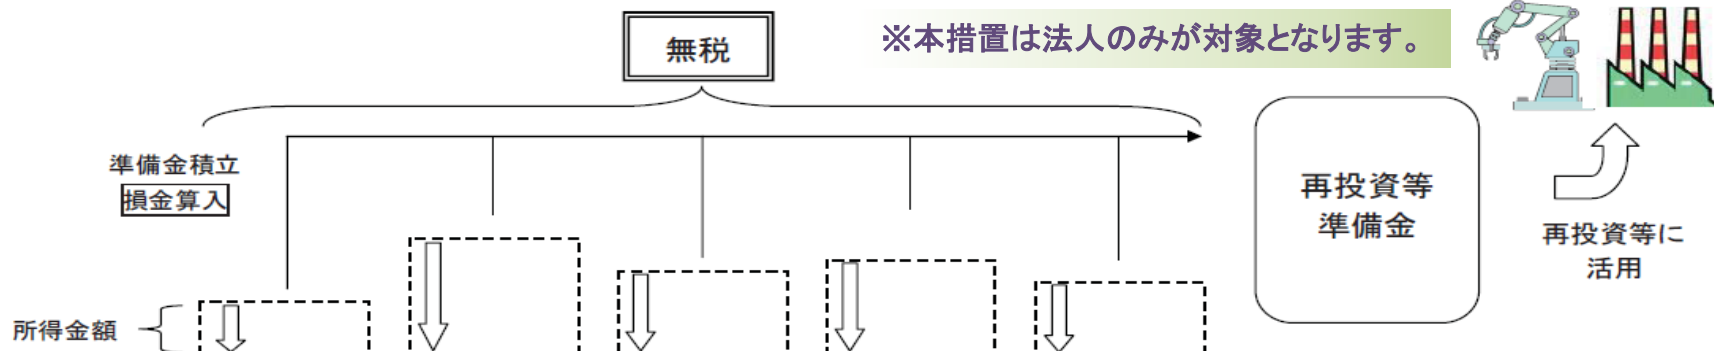 無税
※本措置は法人のみが対象となります。
準備金積立
損金算入
再投資等
準備金
再投資等に
活用
所得金額